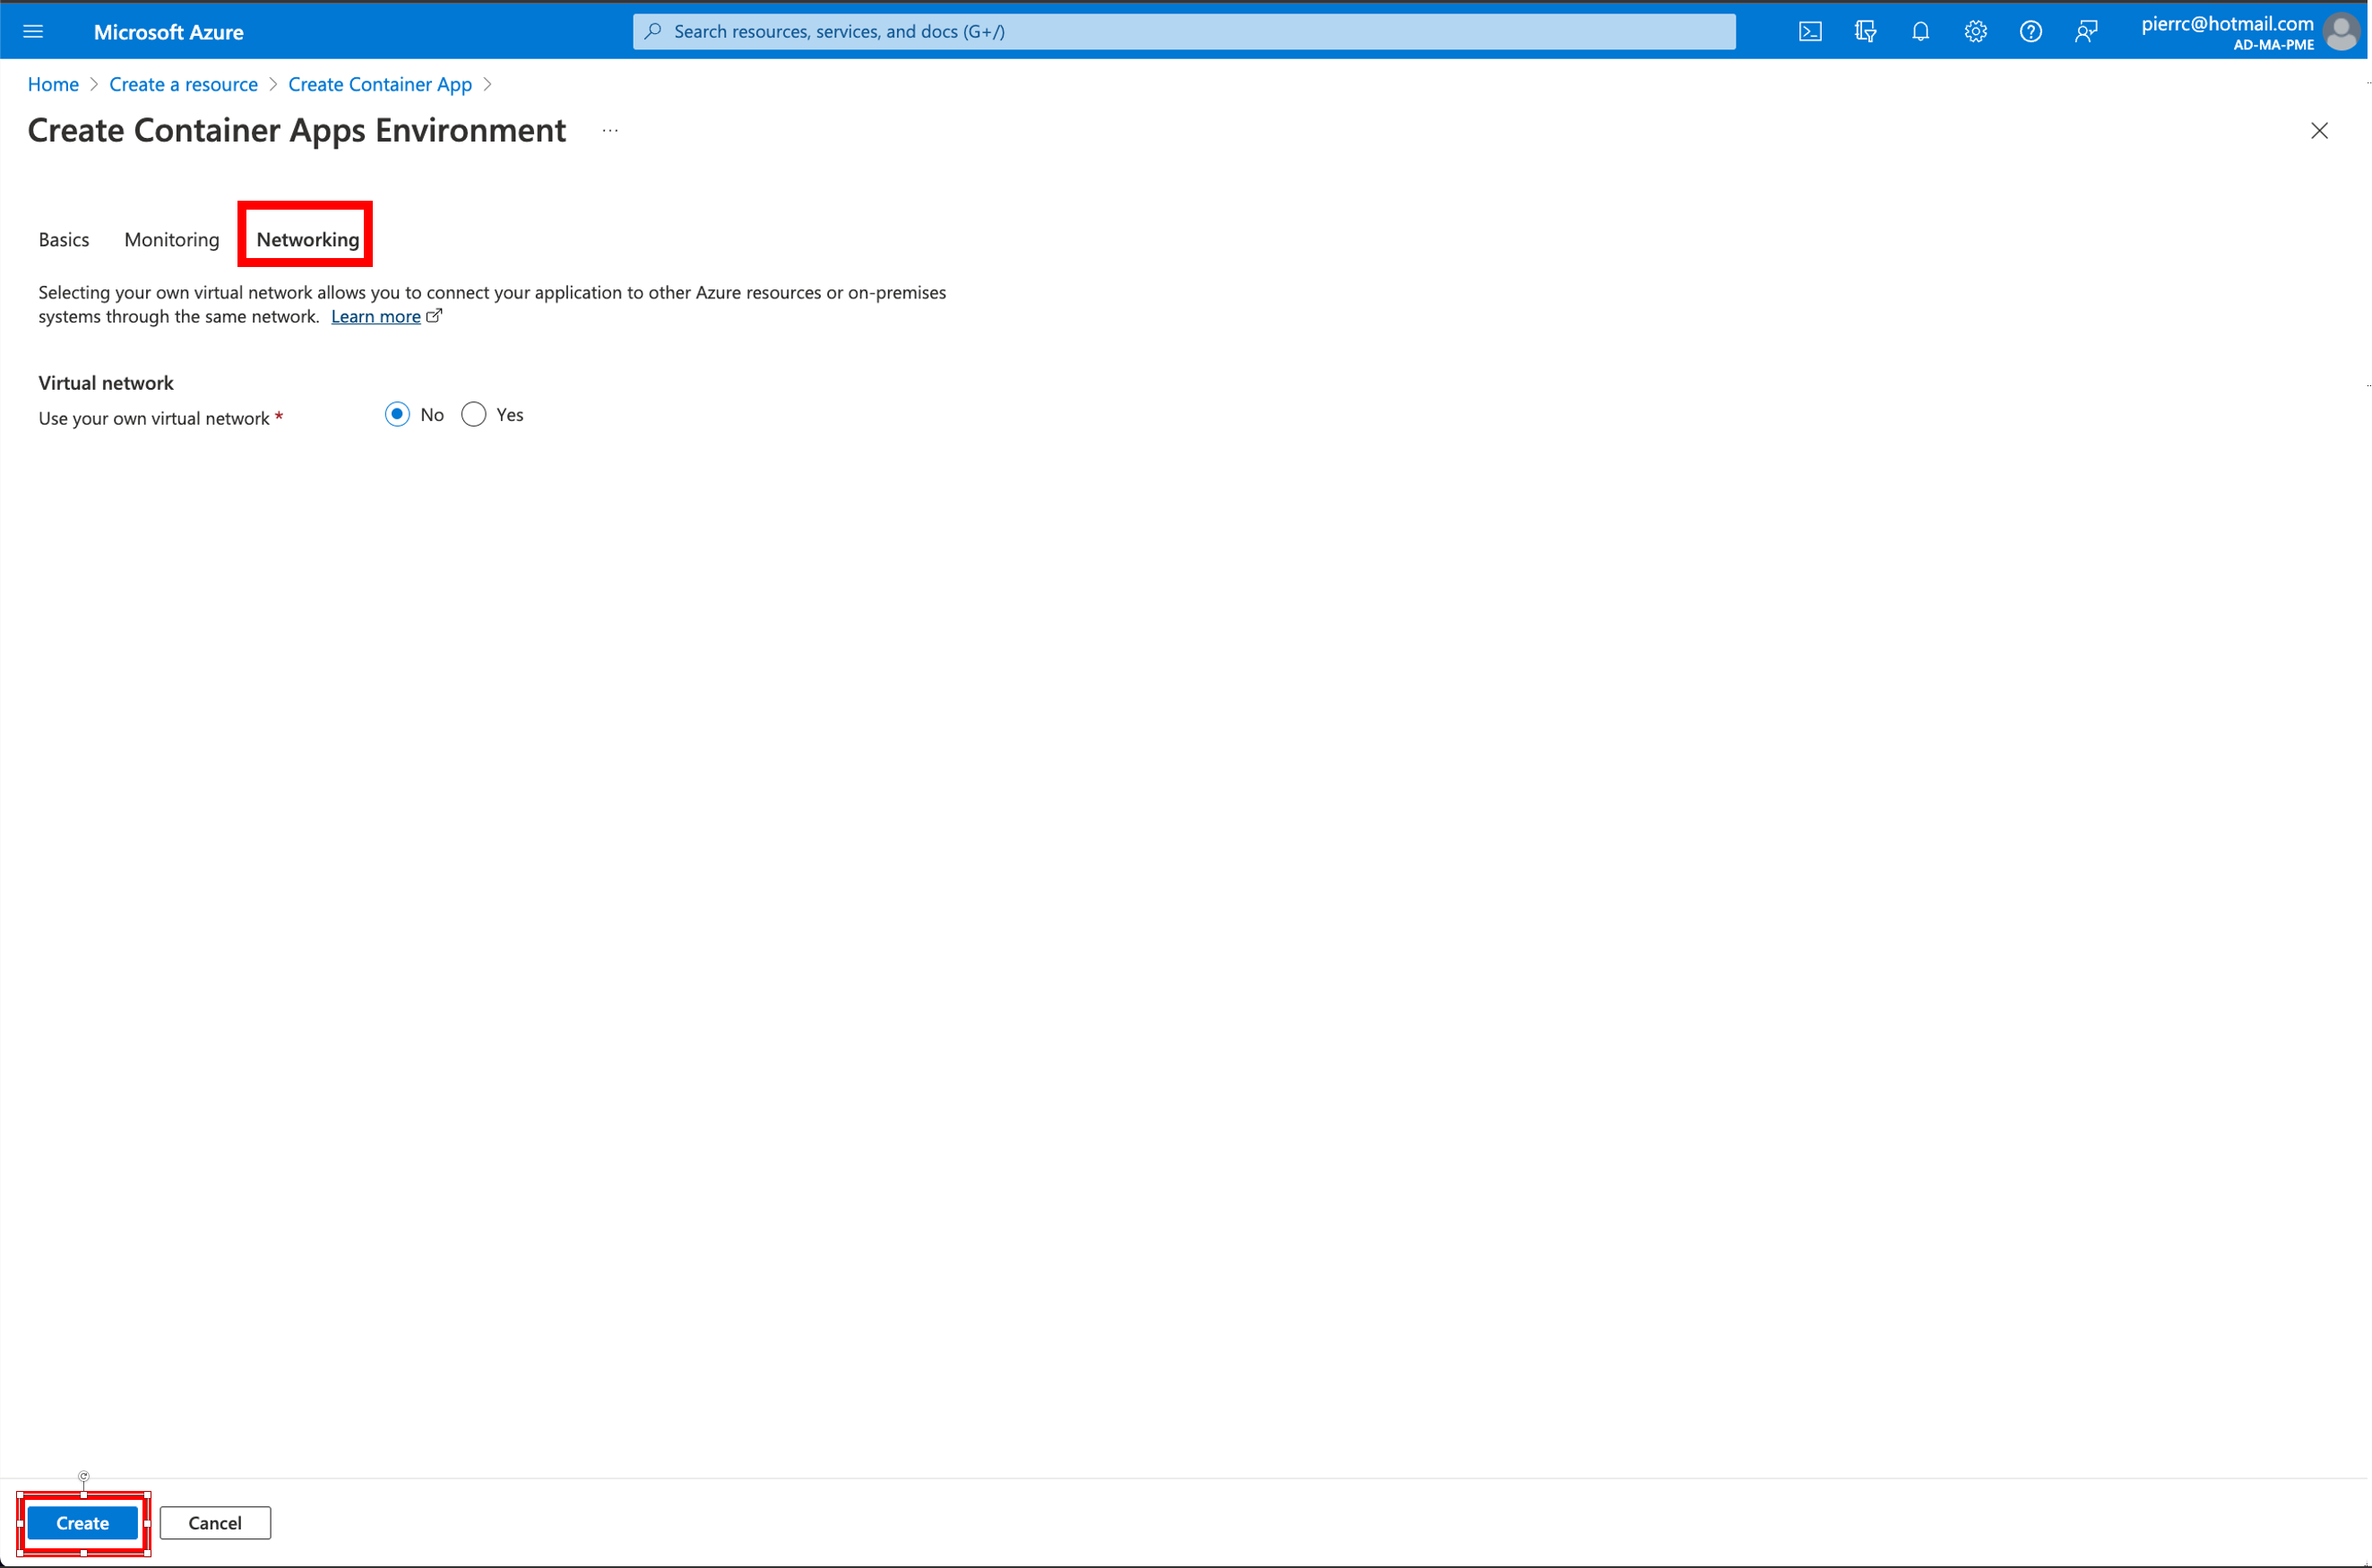 Microsoft Azure
Search resources, services, and docs (G+/)
pierrc@hotmail.com
AD-MA-PME
Home > Create a resource > Create Container App >
Create Container Apps Environment ...
Basics Monitoring Networking
Selecting your own virtual network allows you to connect your application to other Azure resources or on-premises
systems through the same network. Learn more
Virtual network
Use your own virtual network * No Yes
Create Cancel